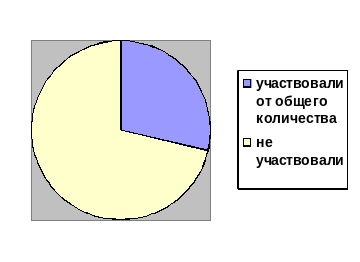 участвовали
от общего
количества
не
участвовали